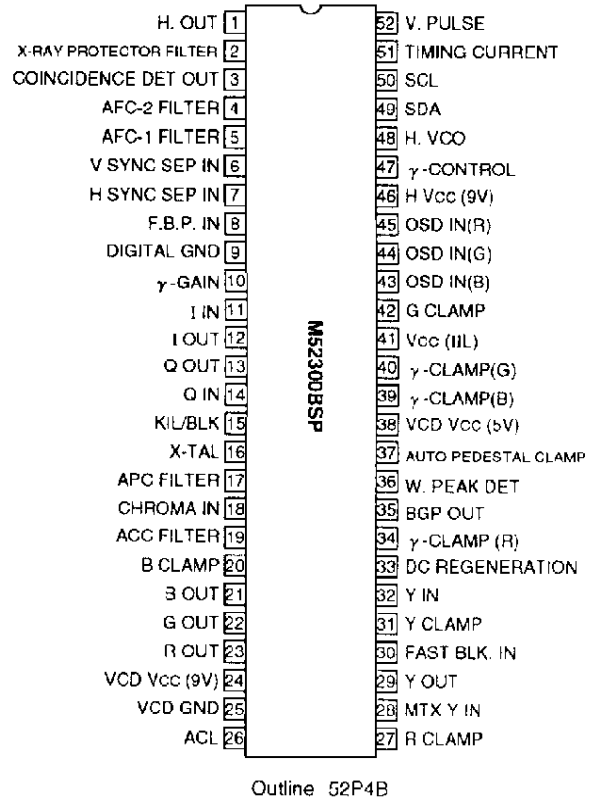 H. OUT 1
X-RAY PROTECTOR FILTER 2
COINCIDENCE DET OUT 3
AFC-2 FILTER 4
AFC-1 FILTER 5
V SYNC SEP IN 6
H SYNC SEP IN 7
F.B.P. IN 8
DIGITAL GND 9
γ-GAIN 10
I IN 11
I OUT 12
Q OUT 13
Q IN 14
KIL/BLK 15
X-TAL 16
APC FILTER 17
CHROMA IN 18
ACC FILTER 19
B CLAMP 20
B OUT 21
G OUT 22
R OUT 23
VCD Vcc (9V) 24
VCD GND 25
ACL 26
M52300BSP
52 V. PULSE
51 TIMING CURRENT
50 SCL
49 SDA
48 H. VCO
47 γ-CONTROL
46 H Vcc (9V)
45 OSD IN(R)
44 OSD IN(G)
43 OSD IN(B)
42 G CLAMP
41 Vcc (IIL)
40 γ-CLAMP(G)
39 γ-CLAMP(B)
38 VCD Vcc (5V)
37 AUTO PEDESTAL CLAMP
36 W. PEAK DET
35 BGP OUT
34 γ-CLAMP (R)
33 DC REGENERATION
32 Y IN
31 Y CLAMP
30 FAST BLK. IN
29 Y OUT
28 MTX Y IN
27 R CLAMP
Outline 52P4B